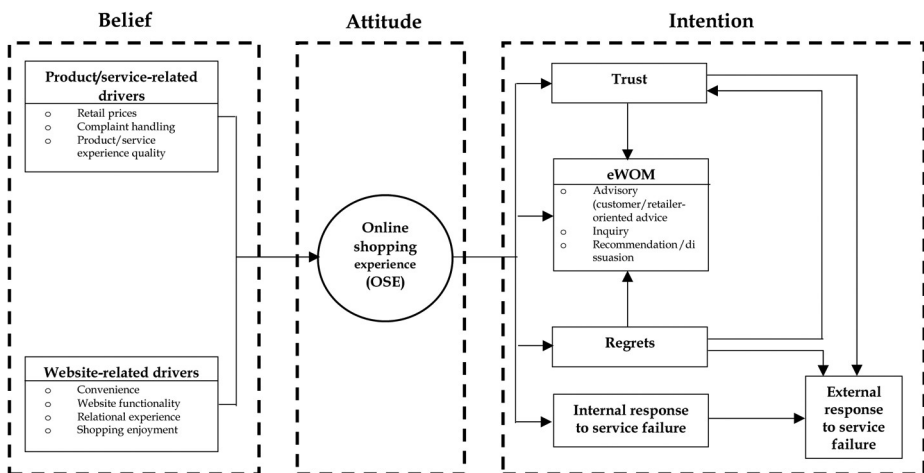 Belief
Attitude
Intention
Product/service-related
drivers
o Retail prices
o Complaint handling
o Product/service
experience quality
Website-related drivers
o Convenience
o Website functionality
o Relational experience
o Shopping enjoyment
Online
shopping
experience
(OSE)
Trust
eWOM
o Advisory
(customer/retailer-
oriented advice
o Inquiry
o Recommendation/di
ssuasion
Regrets
Internal response
to service failure
External
response
to service
failure